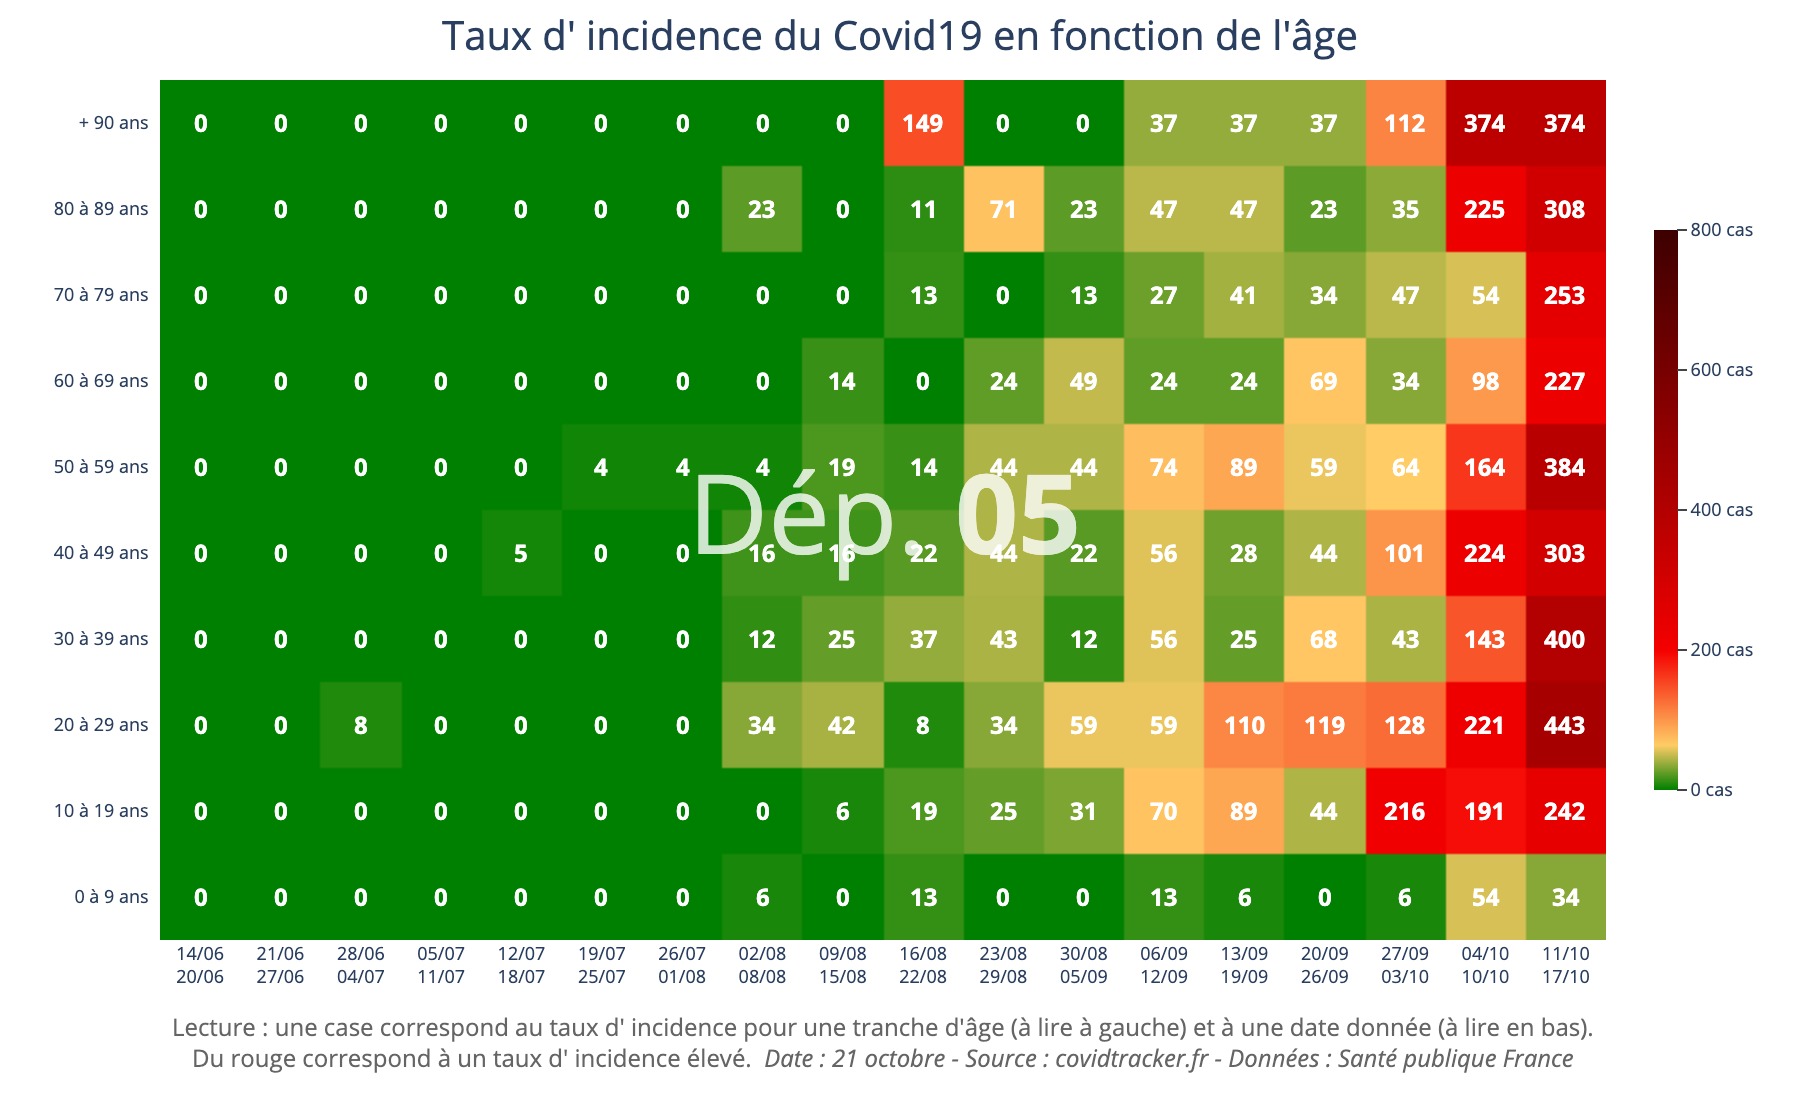 Taux d' incidence du Covid19 en fonction de l'âge
+ 90 ans 0 0 0 0 0 0 0 0 0 149 0 0 37 37 37 112 374 374
80 à 89 ans 0 0 0 0 0 0 0 23 0 11 71 23 47 47 23 35 225 308
800 cas
70 à 79 ans 0 0 0 0 0 0 0 0 0 13 0 13 27 41 34 47 54 253
600 cas
60 à 69 ans 0 0 0 0 0 0 0 0 14 0 24 49 24 24 69 34 98 227
50 à 59 ans 0 0 0 0 0 4 4 4 19 14 44 44 74 89 59 64 164 384
Dép. 05
400 cas
40 à 49 ans 0 0 0 0 5 0 0 16 16 22 44 22 56 28 44 101 224 303
30 à 39 ans 0 0 0 0 0 0 0 12 25 37 43 12 56 25 68 43 143 400
200 cas
20 à 29 ans 0 0 8 0 0 0 0 34 42 8 34 59 59 110 119 128 221 443
0 cas
10 à 19 ans 0 0 0 0 0 0 0 0 6 19 25 31 70 89 44 216 191 242
0 à 9 ans 0 0 0 0 0 0 0 6 0 13 0 0 13 6 0 6 54 34
14/06 21/06 28/06 05/07 12/07 19/07 26/07 02/08 09/08 16/08 23/08 30/08 06/09 13/09 20/09 27/09 04/10 11/10
20/06 27/06 04/07 11/07 18/07 25/07 01/08 08/08 15/08 22/08 29/08 05/09 12/09 19/09 26/09 03/10 10/10 17/10
Lecture : une case correspond au taux d' incidence pour une tranche d'âge (à lire à gauche) et à une date donnée (à lire en bas).
Du rouge correspond à un taux d' incidence élevé. Date : 21 octobre - Source : covidtracker.fr - Données : Santé publique France